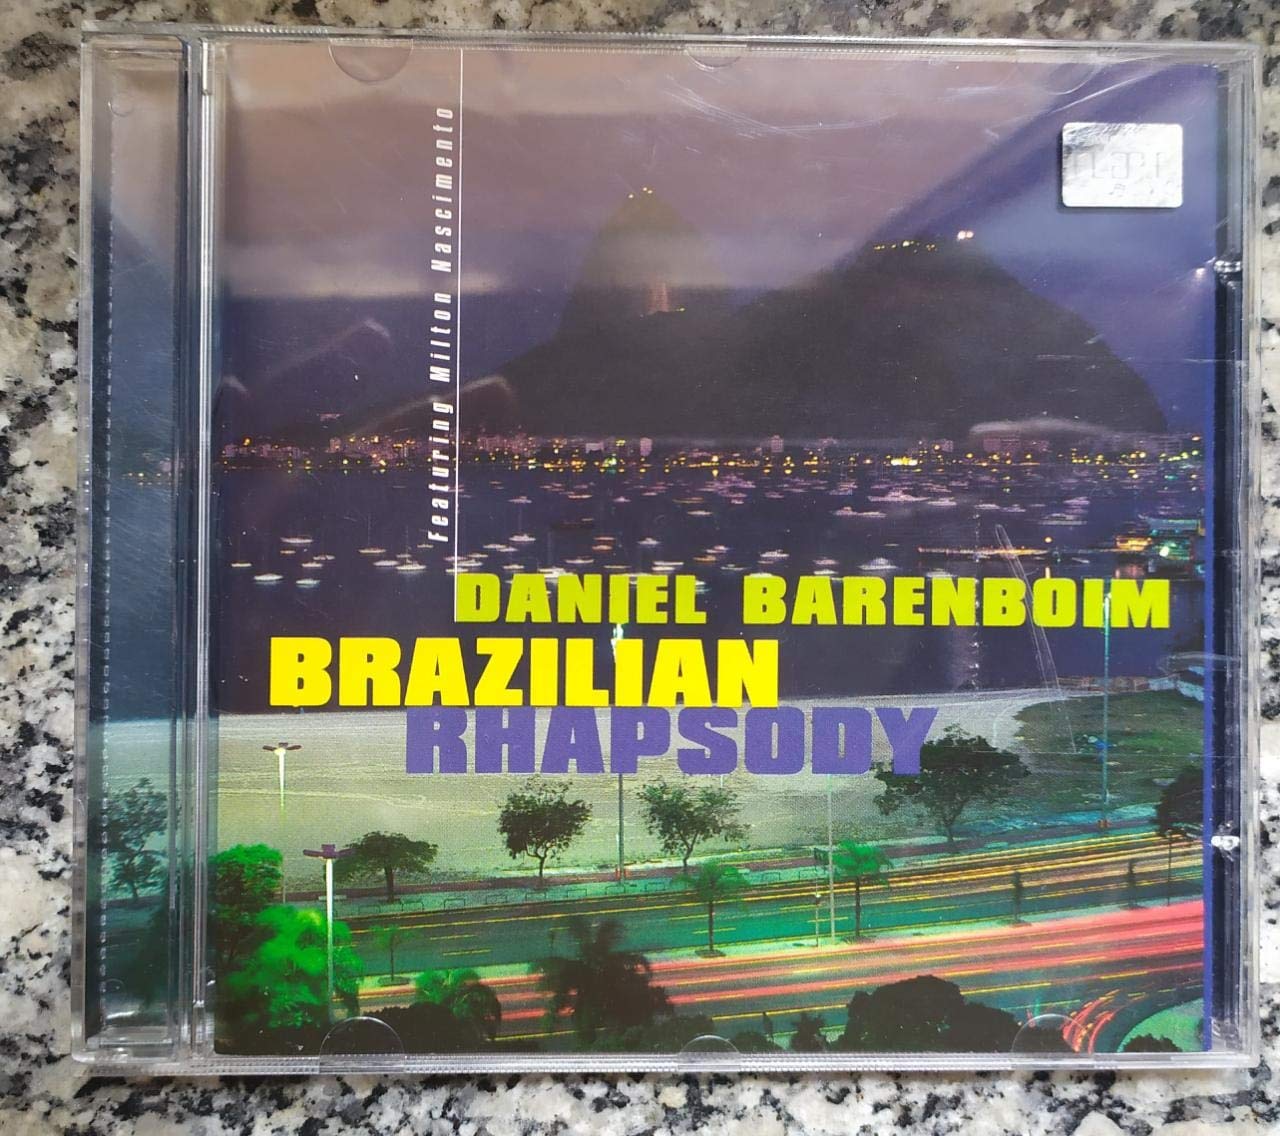 Featuring Milton Nascimento
DANIEL BARENBOIM
BRAZILIAN
RHAPSODY